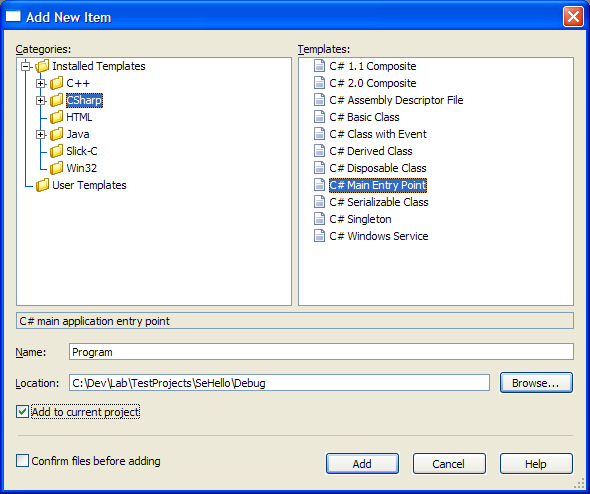 Add New Item
Categories:
Installed Templates
C++
CSharp
HTML
Java
Slick-C
Win32
User Templates
Templates:
C# 1.1 Composite
C# 2.0 Composite
C# Assembly Descriptor File
C# Basic Class
C# Class with Event
C# Derived Class
C# Disposable Class
C# Main Entry Point
C# Serializable Class
C# Singleton
C# Windows Service
C# main application entry point
Name: Program
Location: C:\Dev\Lab\TestProjects\SeHello\Debug Browse...
Add to current project
Confirm files before adding Add Cancel Help